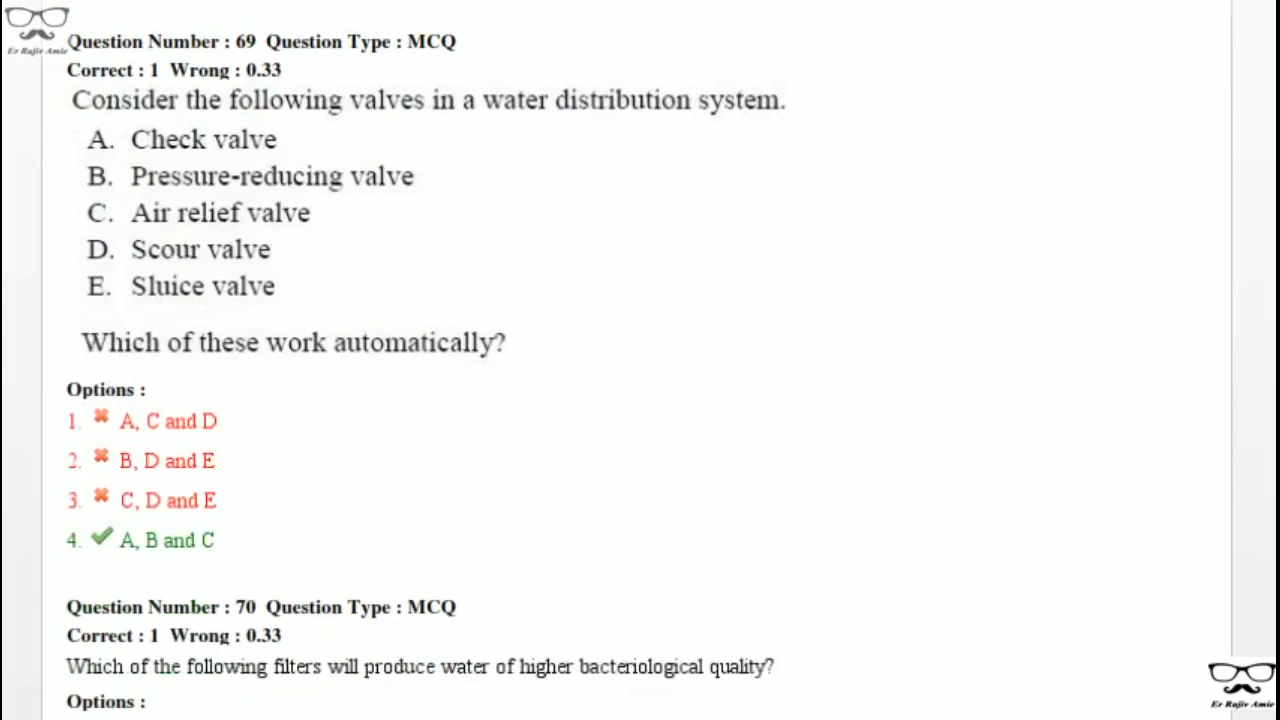 Er Rajiv Amie
Question Number : 69 Question Type : MCQ
Correct : 1 Wrong : 0.33
Consider the following valves in a water distribution system.
A. Check valve
B. Pressure-reducing valve
C. Air relief valve
D. Scour valve
E. Sluice valve
Which of these work automatically?
Options :
1. A, C and D
2. B, D and E
3. C, D and E
4. A, B and C
Question Number : 70 Question Type : MCQ
Correct : 1 Wrong : 0.33
Which of the following filters will produce water of higher bacteriological quality?
Options :
Er Rajiv Amie